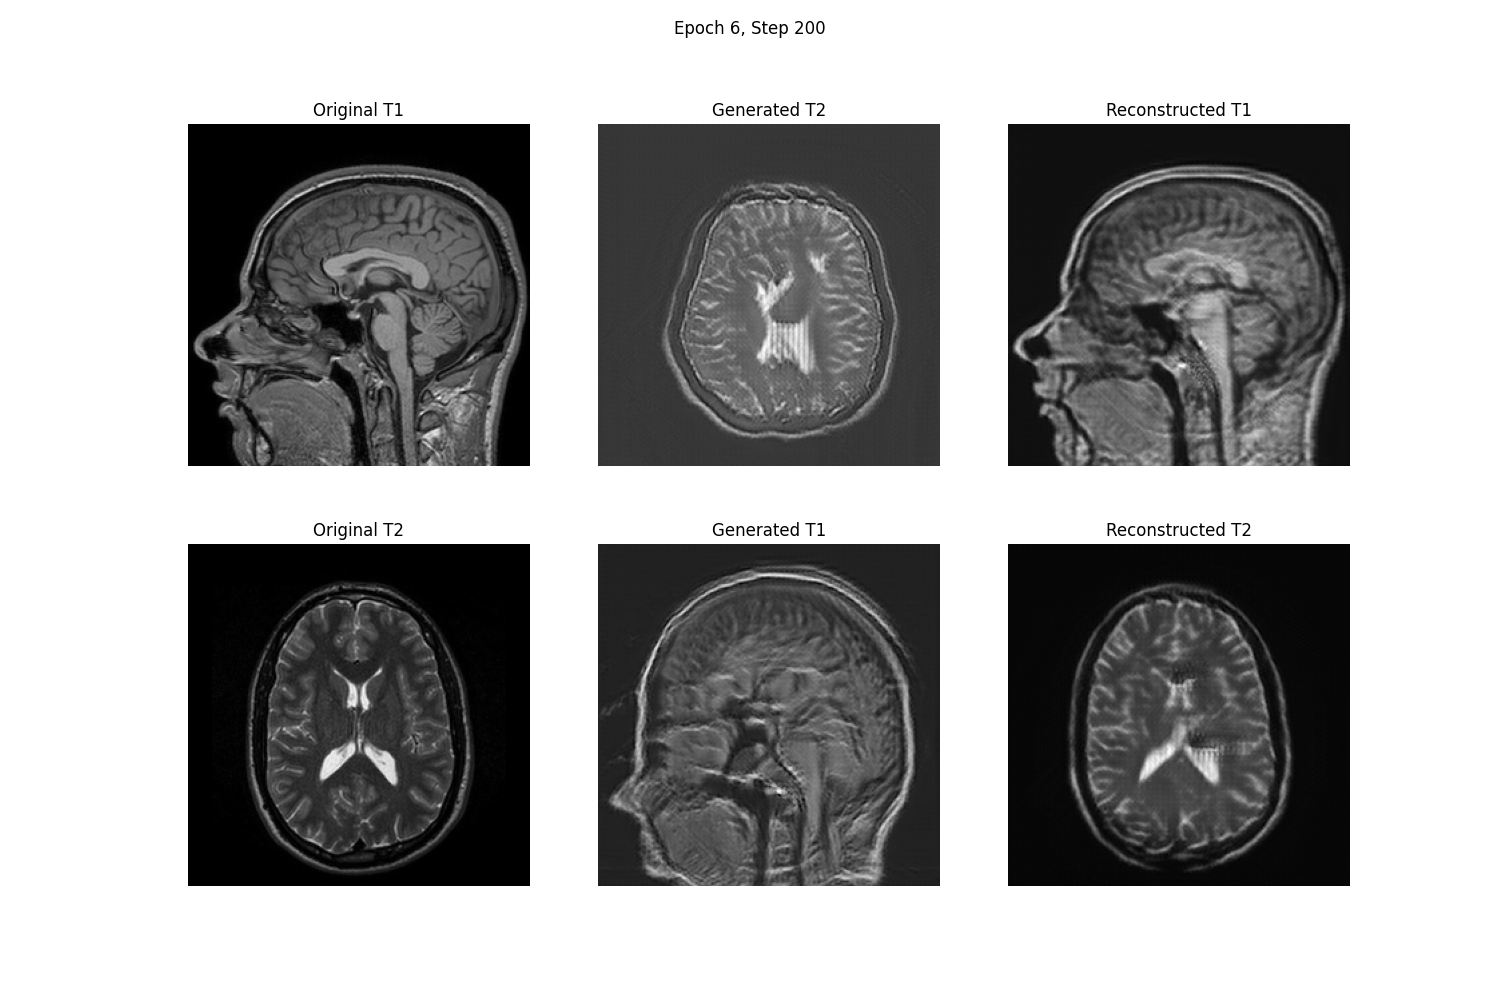 Epoch 6, Step 200
Original T1
Generated T2
Reconstructed T1
Original T2
Generated T1
Reconstructed T2